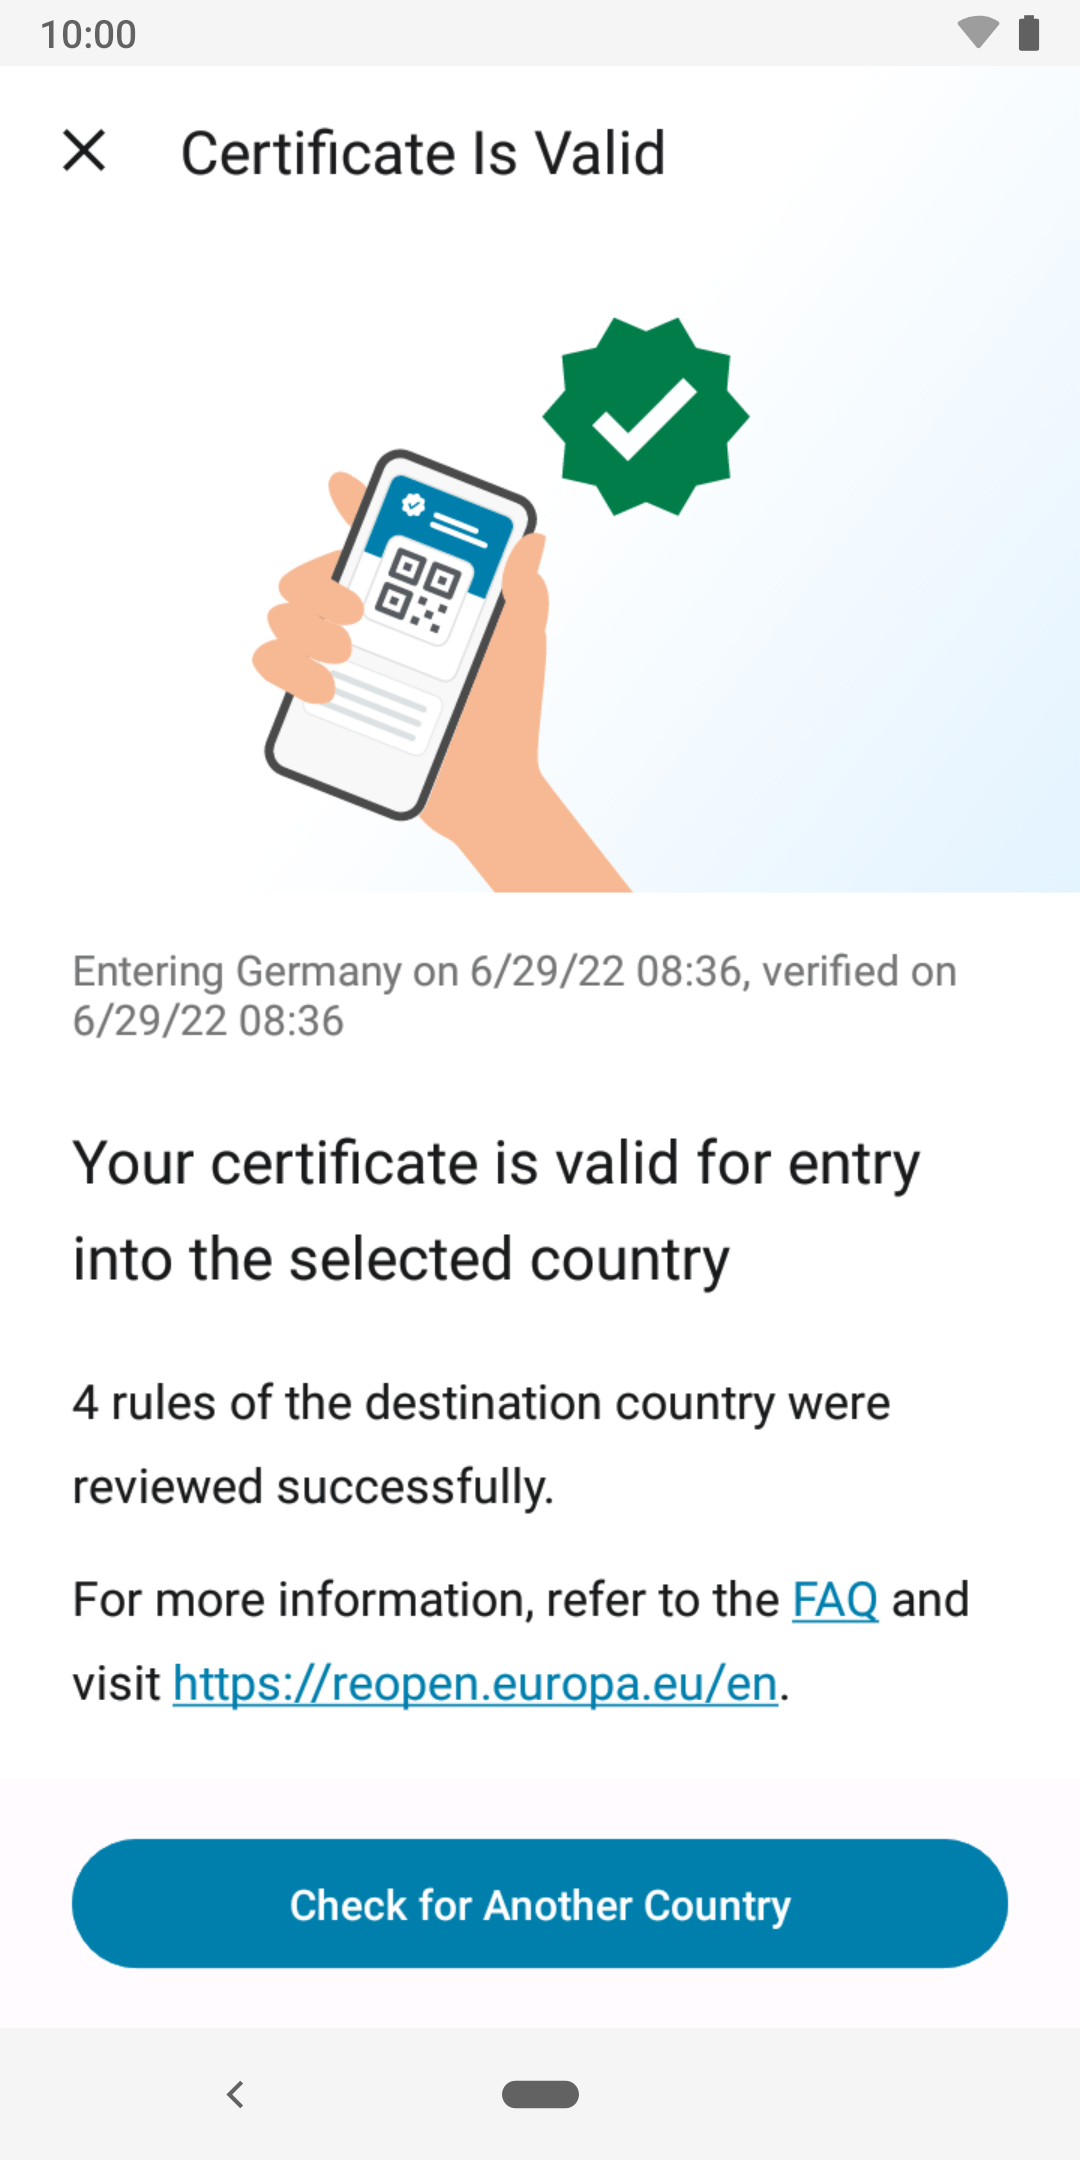 10:00
Certificate Is Valid
Entering Germany on 6/29/22 08:36, verified on
6/29/22 08:36
Your certificate is valid for entry
into the selected country
4 rules of the destination country were
reviewed successfully.
For more information, refer to the FAQ and
visit https://reopen.europa.eu/en.
Check for Another Country